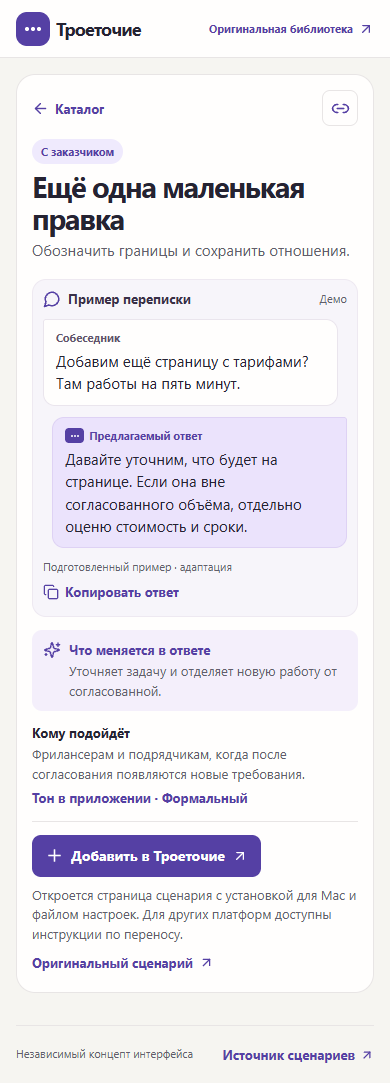 Троеточие
Оригинальная библиотека
Каталог
С заказчиком
Ещё одна маленькая
правка
Обозначить границы и сохранить отношения.
Пример переписки
Демо
Собеседник
Добавим ещё страницу с тарифами?
Там работы на пять минут.
Предлагаемый ответ
Давайте уточним, что будет на
странице. Если она вне
согласованного объёма, отдельно
оценю стоимость и сроки.
Подготовленный пример · адаптация
Копировать ответ
Что меняется в ответе
Уточняет задачу и отделяет новую работу от
согласованной.
Кому подойдёт
Фрилансерам и подрядчикам, когда после
согласования появляются новые требования.
Тон в приложении · Формальный
Добавить в Троеточие
Откроется страница сценария с установкой для Mac и
файлом настроек. Для других платформ доступны
инструкции по переносу.
Оригинальный сценарий
Независимый концепт интерфейса
Источник сценариев